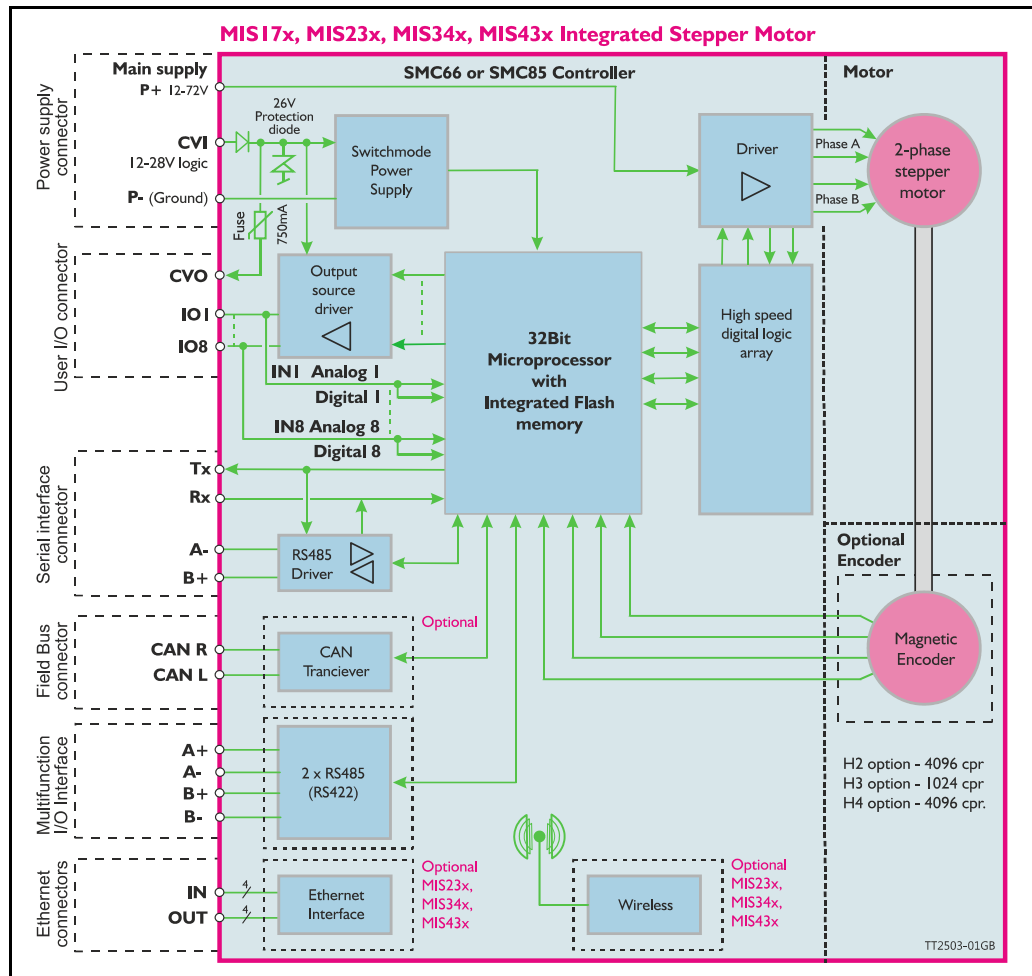 MIS17x, MIS23x, MIS34x, MIS43x Integrated Stepper Motor
Power supply
connector
Main supply
P+ 12-72V
CVI
12-28V logic
P- (Ground)
SMC66 or SMC85 Controller
26V
Protection
diode
Switchmode
Power
Supply
Fuse
750mA
Driver
Phase A
Phase B
Motor
2-phase
stepper
motor
User I/O connector
CVO
IO1
IO8
Output
source
driver
IN1 Analog 1
Digital 1
IN8 Analog 8
Digital 8
32Bit
Microprocessor
with
Integrated Flash
memory
High speed
digital logic
array
Serial interface
connector
Tx
Rx
A-
B+
RS485
Driver
Optional
Encoder
Magnetic
Encoder
H2 option - 4096 cpr
H3 option - 1024 cpr
H4 option - 4096 cpr.
Field Bus
connector
CAN R
CAN L
CAN
Tranciever
Optional
Multifunction
I/O Interface
A+
A-
B+
B-
2 x RS485
(RS422)
Ethernet
connectors
IN
OUT
4
4
Ethernet
Interface
Optional
MIS23x,
MIS34x,
MIS43x
Wireless
Optional
MIS23x,
MIS34x,
MIS43x
TT2503-01GB